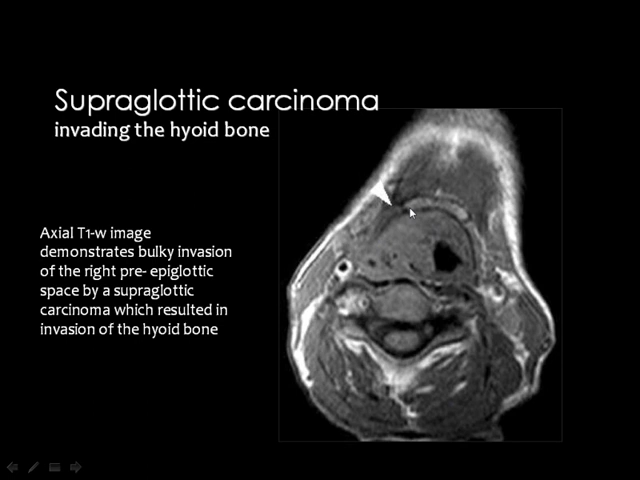 Supraglottic carcinoma
invading the hyoid bone
Axial T1-w image
demonstrates bulky invasion
of the right pre- epiglottic
space by a supraglottic
carcinoma which resulted in
invasion of the hyoid bone